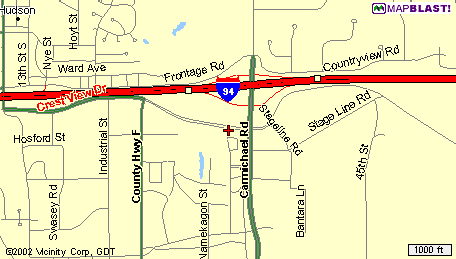 Hudson
MAPBLAST!
13th St S
Nye St
Hoyt St
Ward Ave
Frontage Rd
Countryview Rd
Crest View Dr
94
Stageline Rd
Stage Line Rd
Hosford St
Industrial St
County Hwy F
Carmichael Rd
45th St
Swasey Rd
Namekagon St
Bantara Ln
©2002 Vicinity Corp, GDT
1000 ft